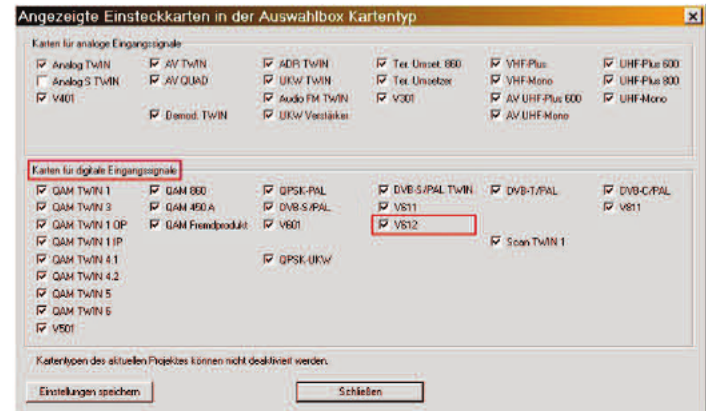 Angezeigte Einsteckkarten in der Auswahlbox Kartentyp
Karten für analoge Eingangssignale
Analog TWIN AV TWIN ADR TWIN Ter. Umset. 860 VHF-Plus UHF-Plus 600
Analog S TWIN AV QUAD UKW TWIN Ter. Umsetzer VHF-Mono UHF-Plus 800
V401 Audio FM TWIN V301 AV UHF-Plus 600 UHF-Mono
Demod. TWIN UKW Verstärker AV UHF-Mono
Karten für digitale Eingangssignale
QAM TWIN 1 QAM 860 QPSK-PAL DVB-S/PAL TWIN DVB-T/PAL DVB-C/PAL
QAM TWIN 3 QAM 450 A DVB-S/PAL V611 V811
QAM TWIN 1 OP QAM Fremdprodukt V601 V612
QAM TWIN 1 IP Scan TWIN 1
QAM TWIN 4.1 QPSK-UKW
QAM TWIN 4.2
QAM TWIN 5
QAM TWIN 6
V501
Kartentypen des aktuellen Projektes können nicht deaktiviert werden.
Einstellungen speichern Schließen